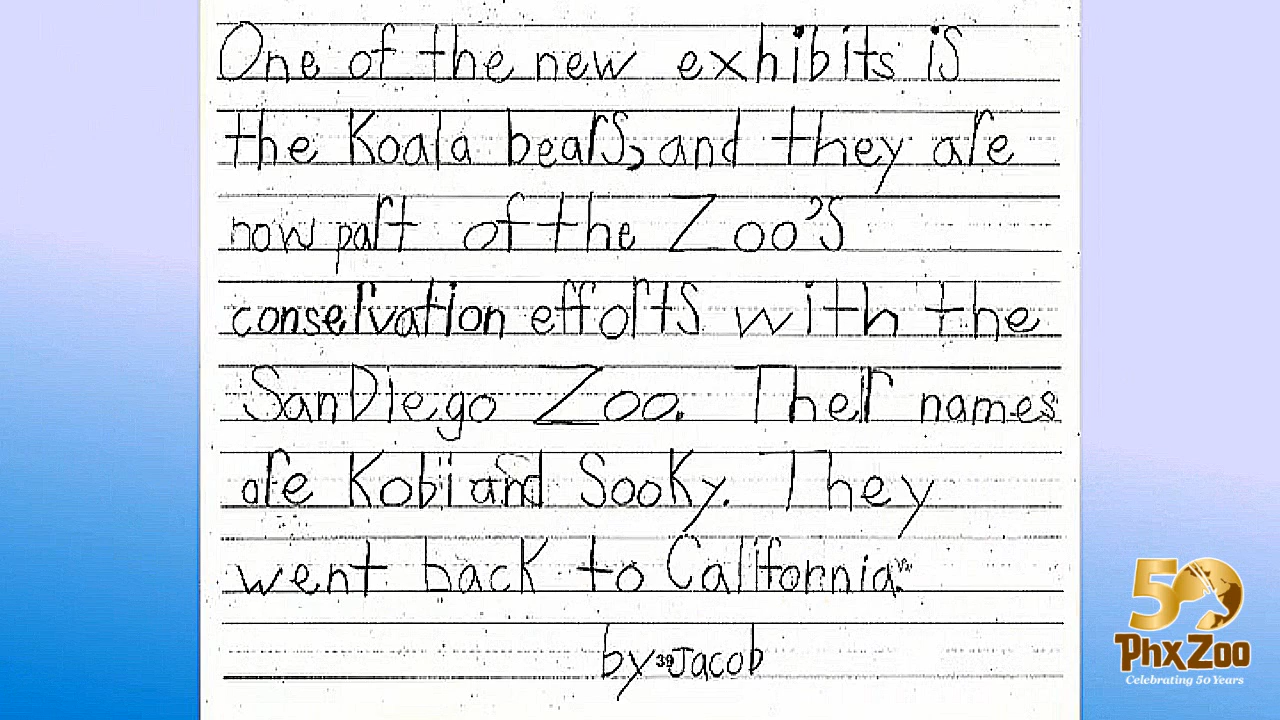 One of the new exhibits is
the Koala bears, and they are
now part of the Zoo's
conservation efforts with the
San Diego Zoo. Ther names
are Kobi and Sooky. They
went back to California.
by Jacob
39
50
PhxZoo
Celebrating 50 Years